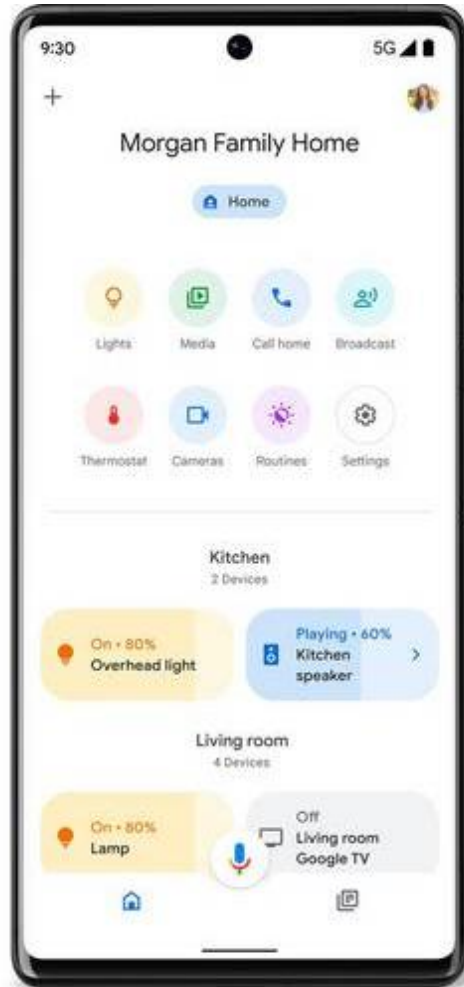 9:30
5G
Morgan Family Home
Home
Lights
Media
Call home
Broadcast
Thermostat
Cameras
Routines
Settings
Kitchen
2 Devices
On • 80%
Overhead light
Playing • 60%
Kitchen
speaker
Living room
4 Devices
On • 80%
Lamp
Off
Living room
Google TV